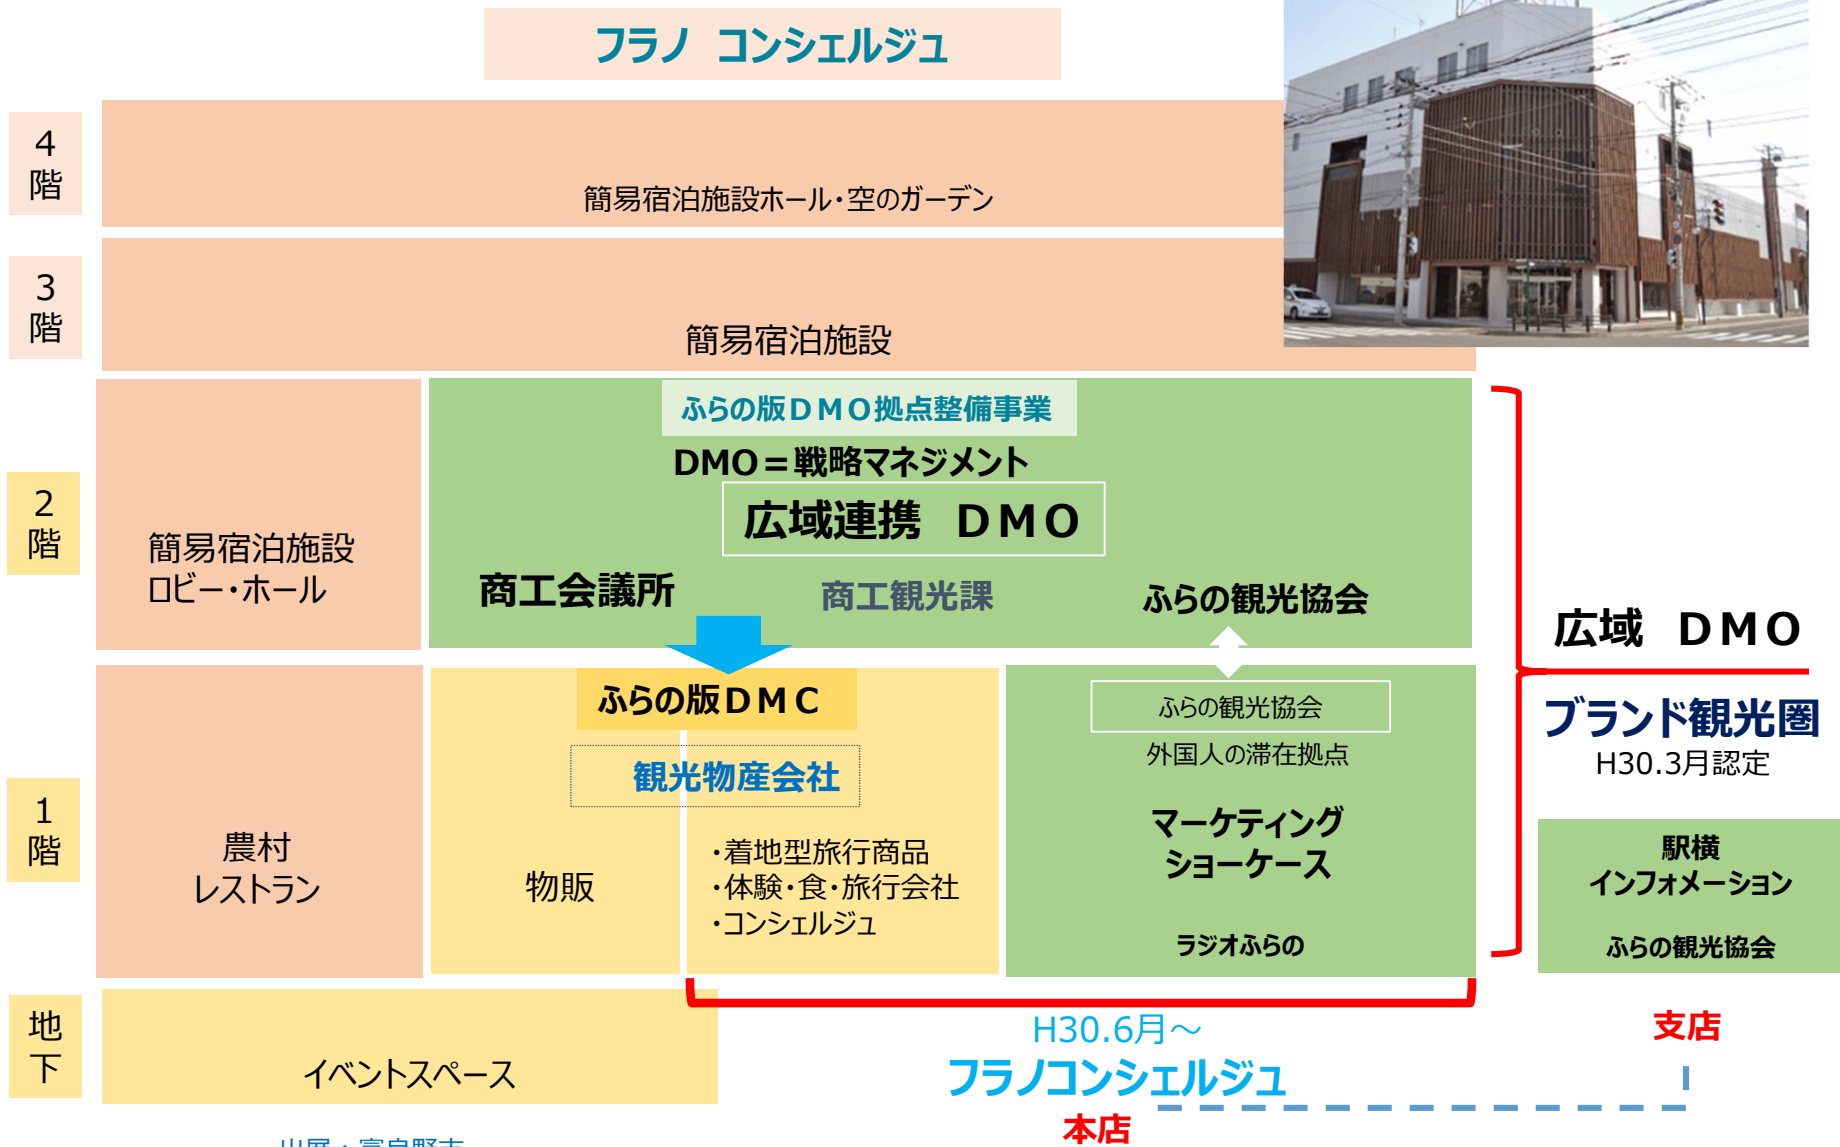 フラノ コンシェルジュ
4
階
簡易宿泊施設ホール・空のガーデン
3
階
簡易宿泊施設
2
階
簡易宿泊施設
ロビー・ホール
ふらの版DMO拠点整備事業
DMO=戦略マネジメント
広域連携 DMO
商工会議所
商工観光課
ふらの観光協会
広域 DMO
ブランド観光圏
H30.3月認定
1
階
農村
レストラン
ふらの版DMC
観光物産会社
物販
・着地型旅行商品
・体験・食・旅行会社
・コンシェルジュ
ふらの観光協会
外国人の滞在拠点
マーケティング
ショーケース
ラジオふらの
駅横
インフォメーション
ふらの観光協会
地
下
イベントスペース
H30.6月~
フラノコンシェルジュ
本店
支店
出展:富良野市